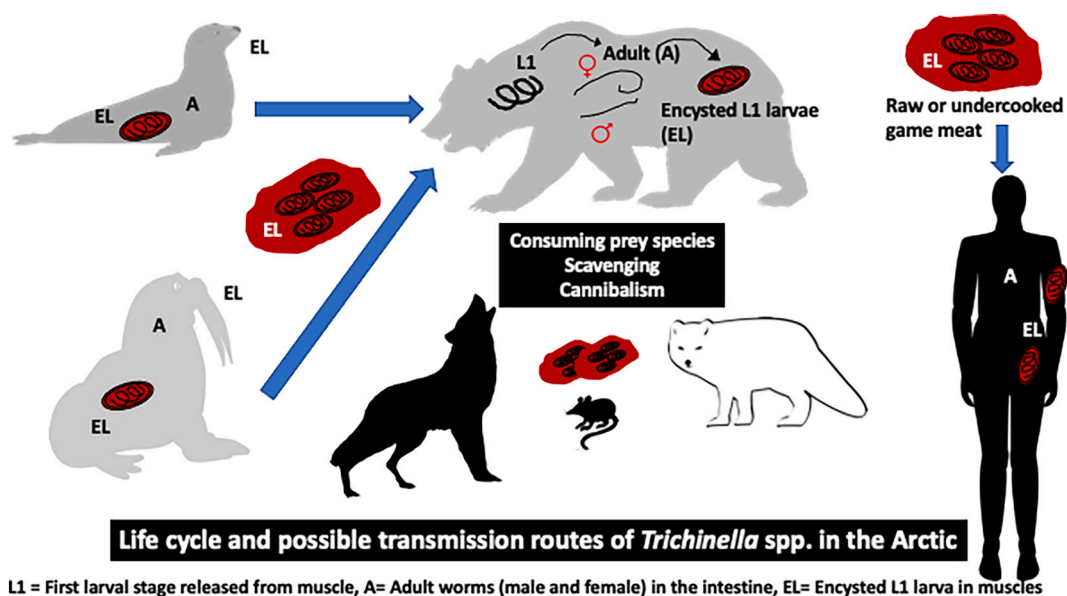 EL
EL
A
L1
Adult (A)
♀
♂
Encysted L1 larvae
(EL)
EL
Raw or undercooked
game meat
EL
Consuming prey species
Scavenging
Cannibalism
EL
A
EL
A
EL
Life cycle and possible transmission routes of Trichinella spp. in the Arctic
L1 = First larval stage released from muscle, A= Adult worms (male and female) in the intestine, EL= Encysted L1 larva in muscles